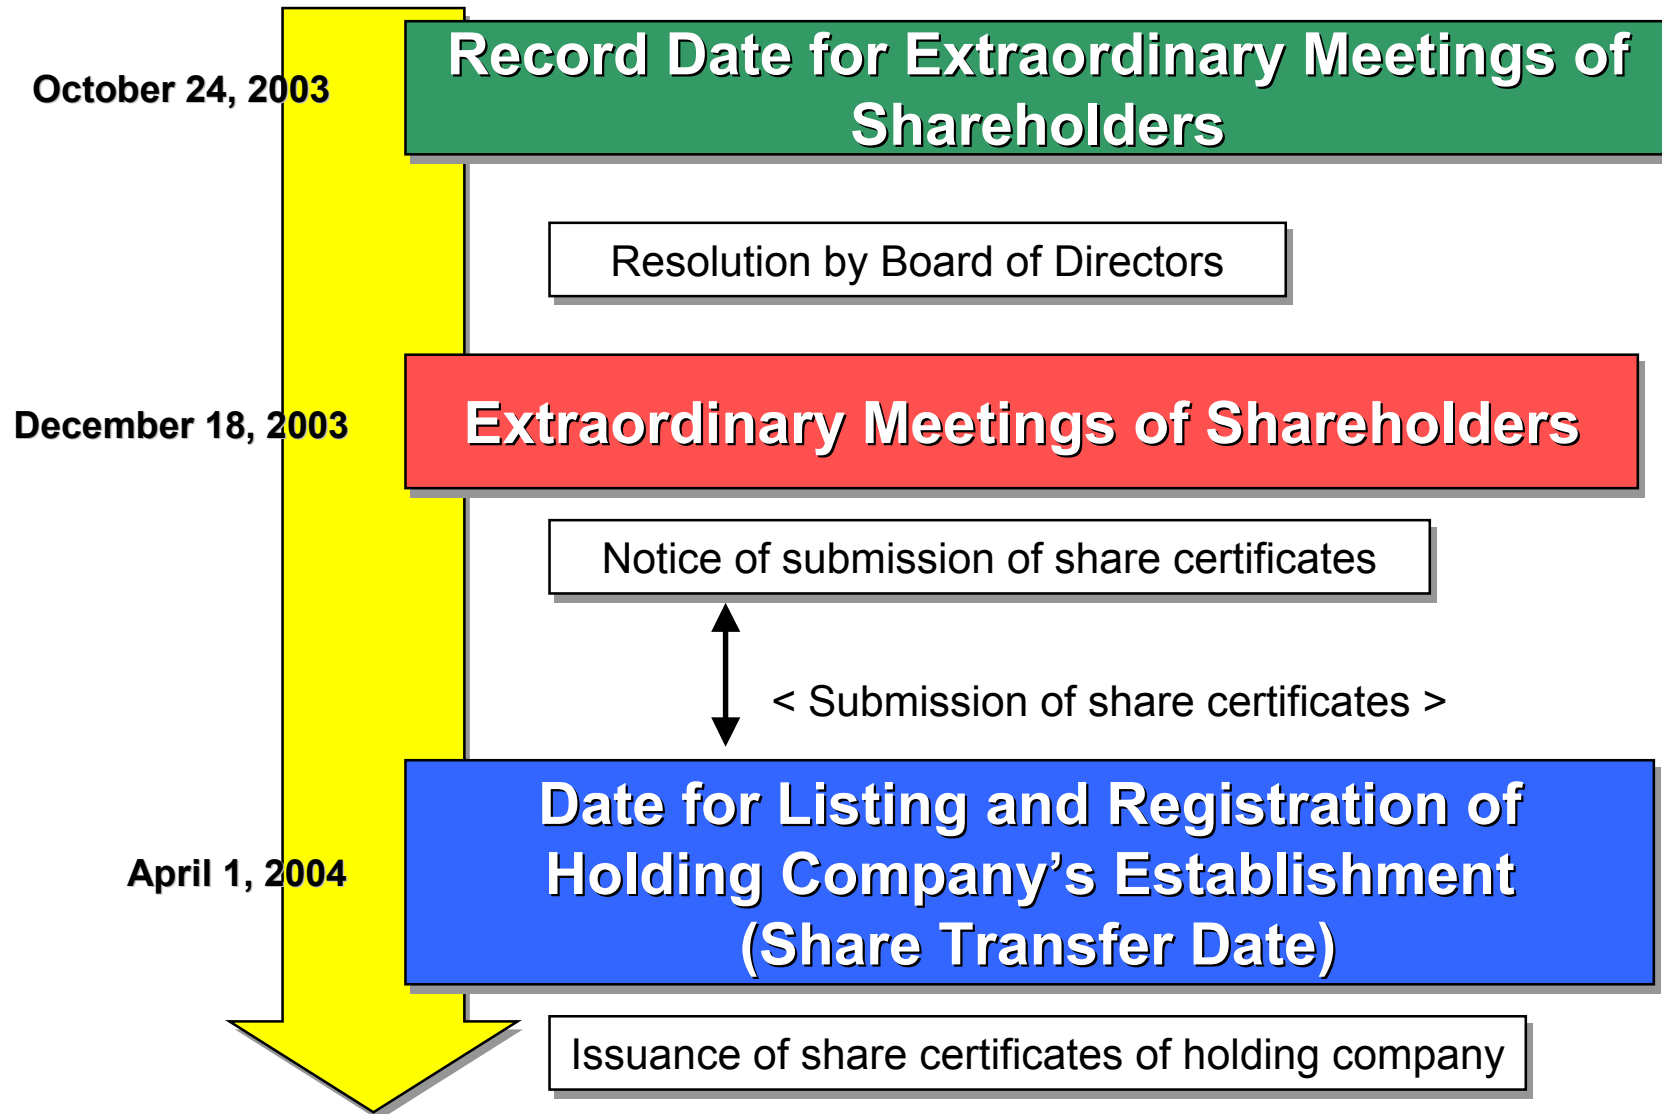 October 24, 2003
Record Date for Extraordinary Meetings of
Shareholders
Resolution by Board of Directors
December 18, 2003
Extraordinary Meetings of Shareholders
Notice of submission of share certificates
< Submission of share certificates >
April 1, 2004
Date for Listing and Registration of
Holding Company’s Establishment
(Share Transfer Date)
Issuance of share certificates of holding company